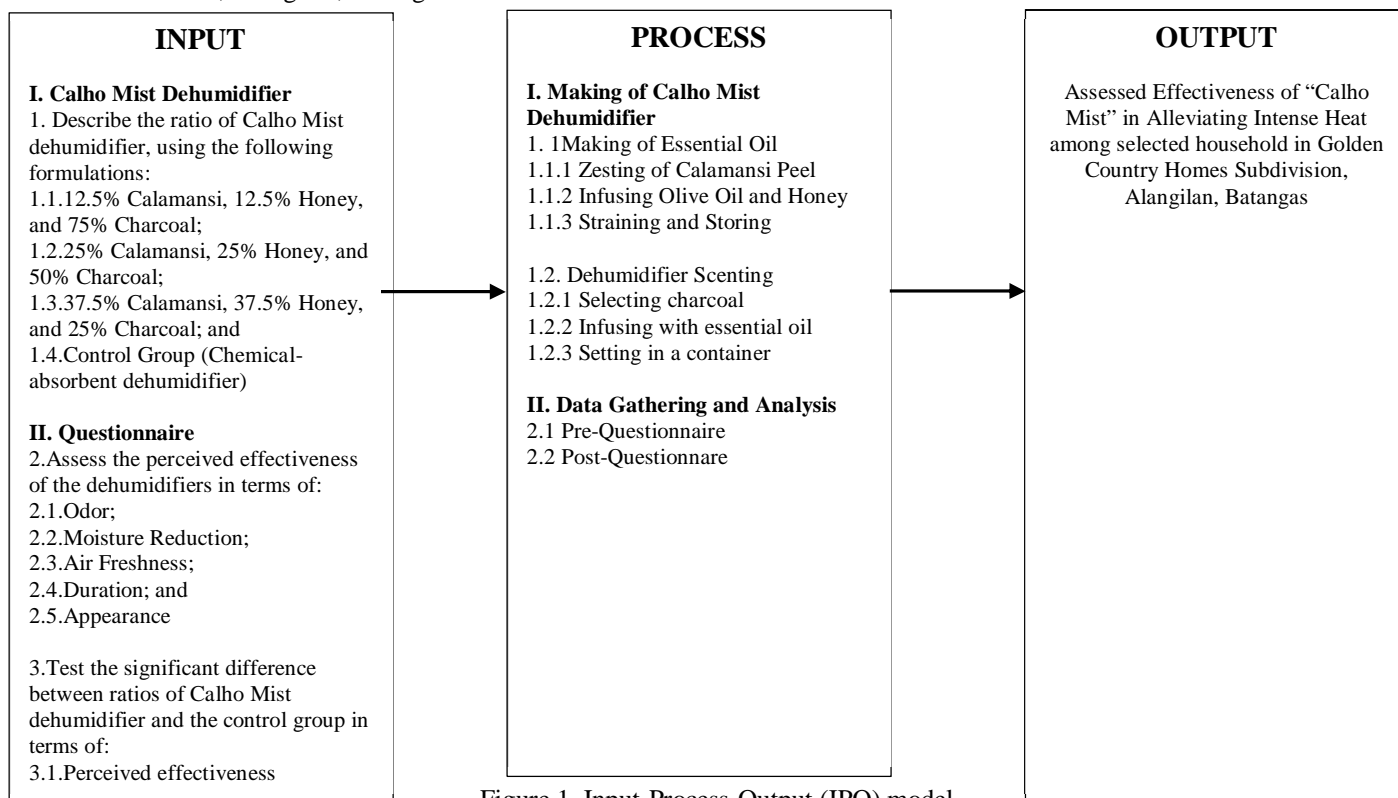 INPUT
I. Calho Mist Dehumidifier
1. Describe the ratio of Calho Mist
dehumidifier, using the following
formulations:
1.1.12.5% Calamansi, 12.5% Honey,
and 75% Charcoal;
1.2.25% Calamansi, 25% Honey, and
50% Charcoal;
1.3.37.5% Calamansi, 37.5% Honey,
and 25% Charcoal; and
1.4.Control Group (Chemical-
absorbent dehumidifier)
II. Questionnaire
2.Assess the perceived effectiveness
of the dehumidifiers in terms of:
2.1.Odor;
2.2.Moisture Reduction;
2.3.Air Freshness;
2.4.Duration; and
2.5.Appearance
3.Test the significant difference
between ratios of Calho Mist
dehumidifier and the control group in
terms of:
3.1.Perceived effectiveness
PROCESS
I. Making of Calho Mist
Dehumidifier
1. 1Making of Essential Oil
1.1.1 Zesting of Calamansi Peel
1.1.2 Infusing Olive Oil and Honey
1.1.3 Straining and Storing
1.2. Dehumidifier Scenting
1.2.1 Selecting charcoal
1.2.2 Infusing with essential oil
1.2.3 Setting in a container
II. Data Gathering and Analysis
2.1 Pre-Questionnaire
2.2 Post-Questionnare
OUTPUT
Assessed Effectiveness of “Calho
Mist” in Alleviating Intense Heat
among selected household in Golden
Country Homes Subdivision,
Alangilan, Batangas
Figure 1. Input-Process-Output (IPO) model